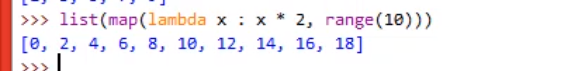 >>> list(map(lambda x : x * 2, range(10)))
[0, 2, 4, 6, 8, 10, 12, 14, 16, 18]
>>>